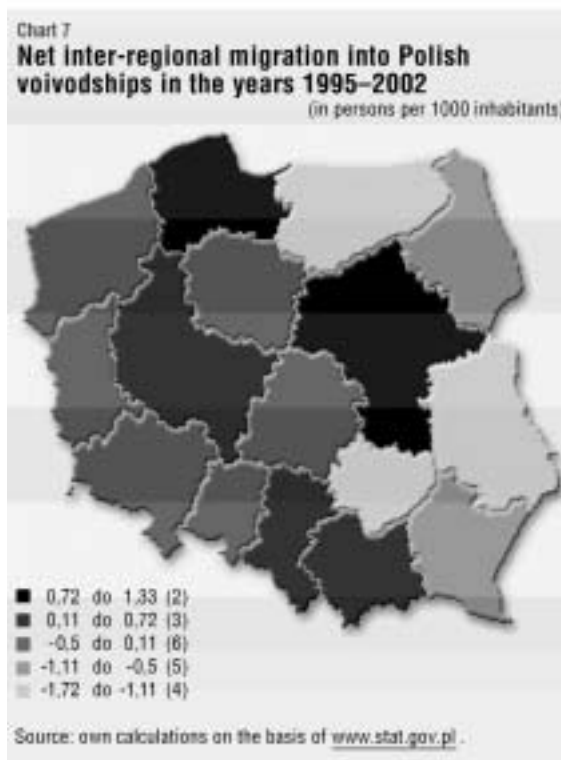 Chart 7
Net inter-regional migration into Polish
voivodships in the years 1995–2002
(in persons per 1000 inhabitants)
0,72 do 1,33 (2)
0,11 do 0,72 (3)
-0,5 do 0,11 (6)
-1,11 do -0,5 (5)
-1,72 do -1,11 (4)
Source: own calculations on the basis of www.stat.gov.pl .